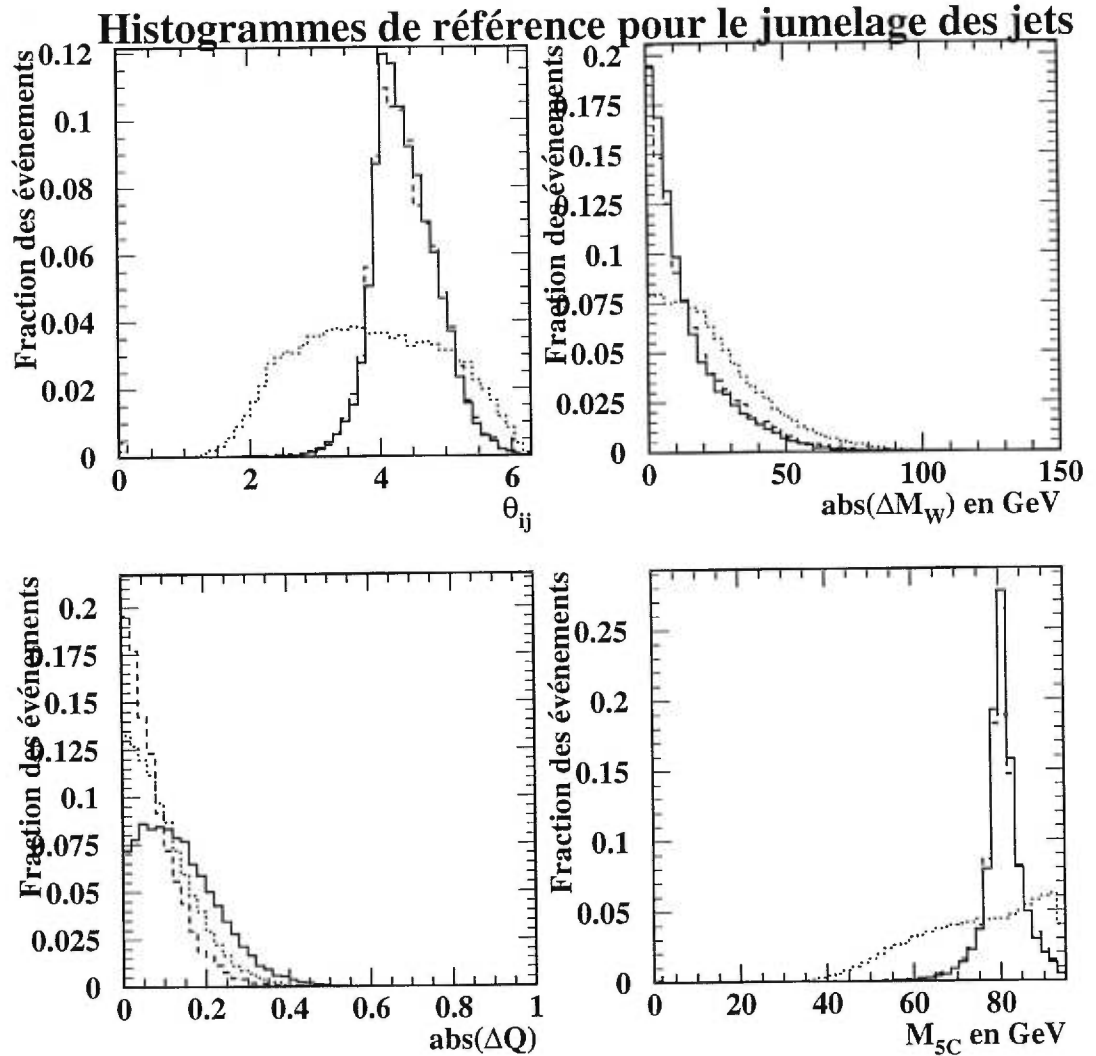 Histogrammes de référence pour le jumelage des jets
Fraction des événements
0.12
0.1
0.08
0.06
0.04
0.02
0
0 2 4 6
θij
Fraction des événements
0.2
0.175
0.15
0.125
0.1
0.075
0.05
0.025
0
0 50 100 150
abs(ΔMW) en GeV
Fraction des événements
0.2
0.175
0.15
0.125
0.1
0.075
0.05
0.025
0
0 0.2 0.4 0.6 0.8 1
abs(ΔQ)
Fraction des événements
0.25
0.2
0.15
0.1
0.05
0
0 20 40 60 80
M5C en GeV